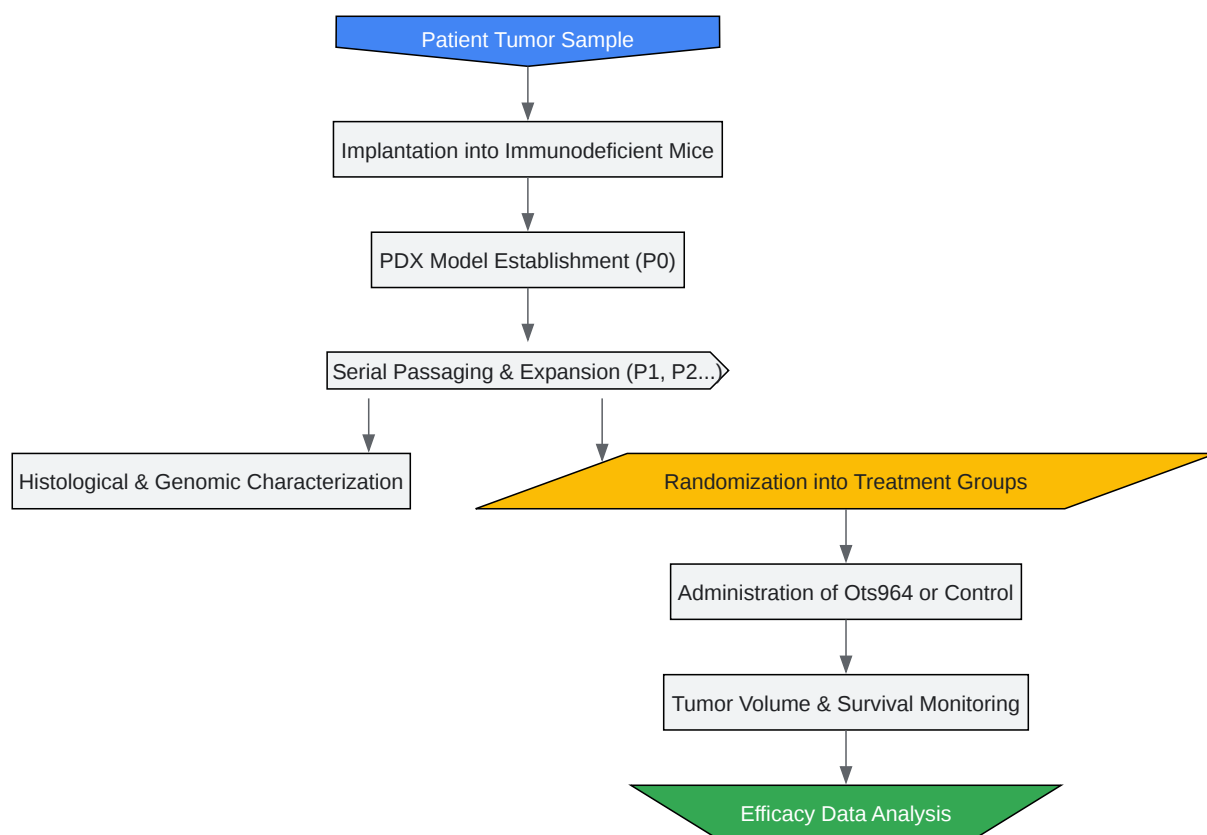 Patient Tumor Sample
Implantation into Immunodeficient Mice
PDX Model Establishment (P0)
Serial Passaging & Expansion (P1, P2...)
Histological & Genomic Characterization
Randomization into Treatment Groups
Administration of Ots964 or Control
Tumor Volume & Survival Monitoring
Efficacy Data Analysis